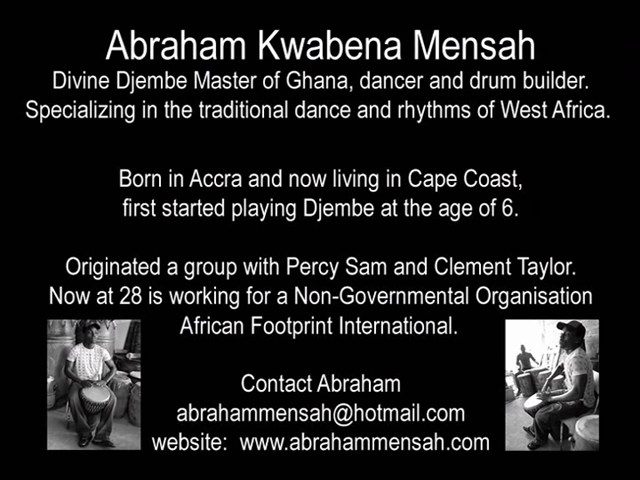 Abraham Kwabena Mensah
Divine Djembe Master of Ghana, dancer and drum builder.
Specializing in the traditional dance and rhythms of West Africa.
Born in Accra and now living in Cape Coast,
first started playing Djembe at the age of 6.
Originated a group with Percy Sam and Clement Taylor.
Now at 28 is working for a Non-Governmental Organisation
African Footprint International.
Contact Abraham
abrahammensah@hotmail.com
website:  www.abrahammensah.com